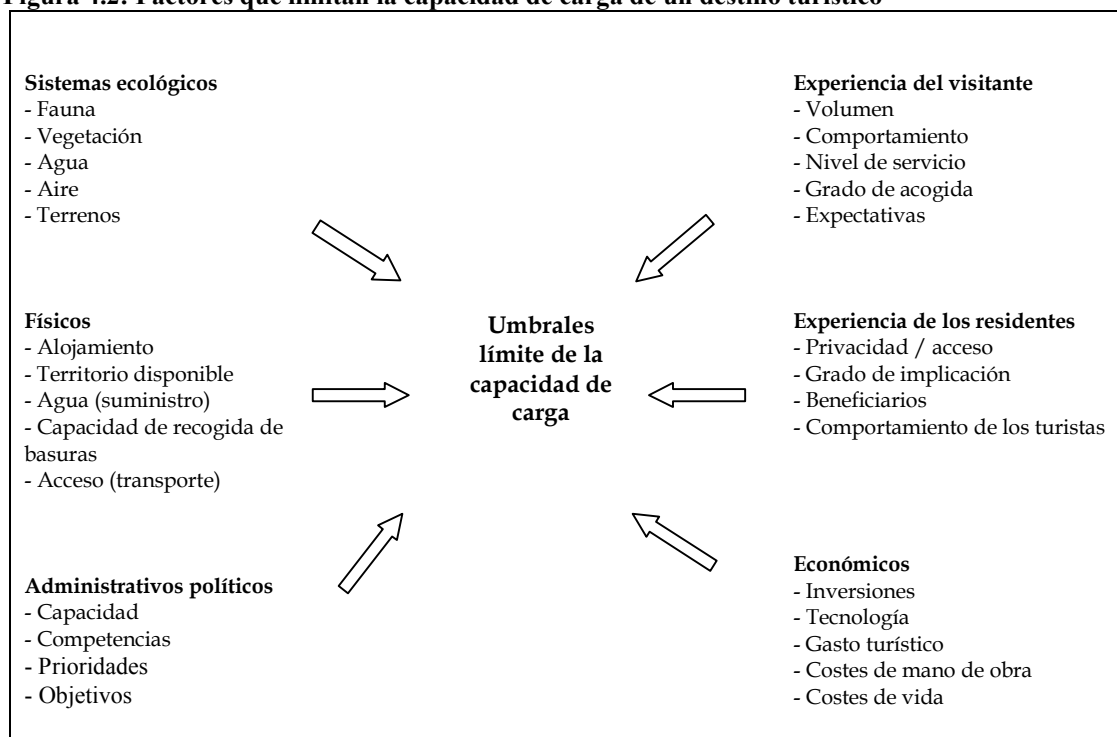 Figura 4.2: Factores que limitan la capacidad de carga de un destino turístico
Sistemas ecológicos
- Fauna
- Vegetación
- Agua
- Aire
- Terrenos
Experiencia del visitante
- Volumen
- Comportamiento
- Nivel de servicio
- Grado de acogida
- Expectativas
Físicos
- Alojamiento
- Territorio disponible
- Agua (suministro)
- Capacidad de recogida de
basuras
- Acceso (transporte)
Umbrales
límite de la
capacidad de
carga
Experiencia de los residentes
- Privacidad / acceso
- Grado de implicación
- Beneficiarios
- Comportamiento de los turistas
Administrativos políticos
- Capacidad
- Competencias
- Prioridades
- Objetivos
Económicos
- Inversiones
- Tecnología
- Gasto turístico
- Costes de mano de obra
- Costes de vida